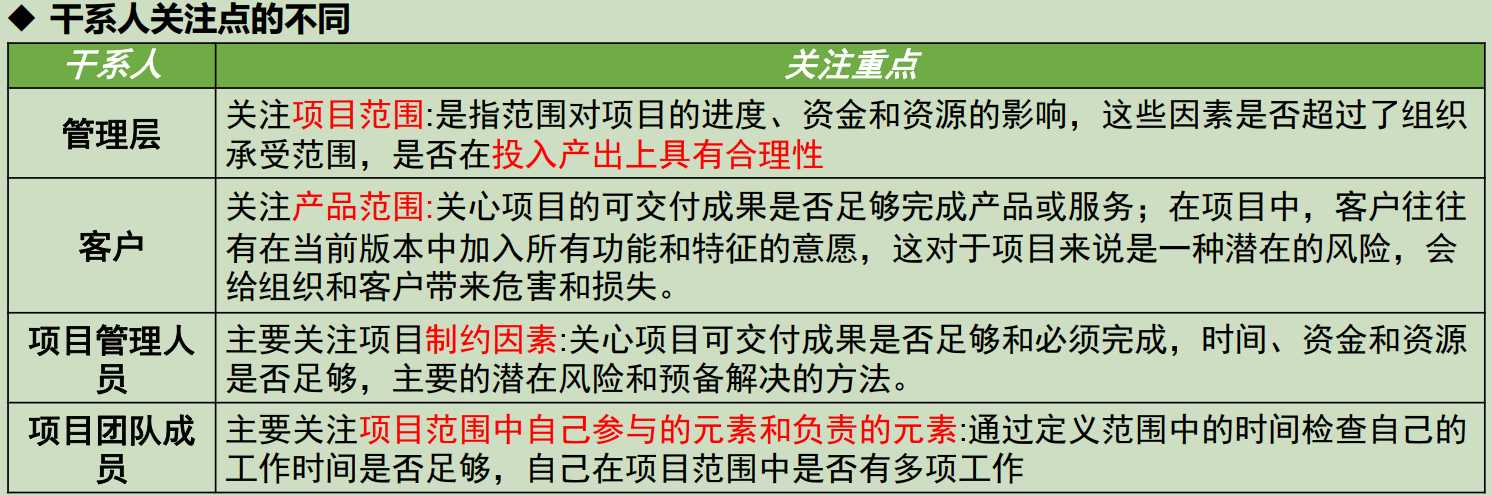 ◆ 干系人关注点的不同
干系人
关注重点
管理层
关注项目范围:是指范围对项目的进度、资金和资源的影响，这些因素是否超过了组织
承受范围，是否在投入产出上具有合理性
客户
关注产品范围:关心项目的可交付成果是否足够完成产品或服务；在项目中，客户往往
有在当前版本中加入所有功能和特征的意愿，这对于项目来说是一种潜在的风险，会
给组织和客户带来危害和损失。
项目管理人
员
主要关注项目制约因素:关心项目可交付成果是否足够和必须完成，时间、资金和资源
是否足够，主要的潜在风险和预备解决的方法。
项目团队成
员
主要关注项目范围中自己参与的元素和负责的元素:通过定义范围中的时间检查自己的
工作时间是否足够，自己在项目范围中是否有多项工作